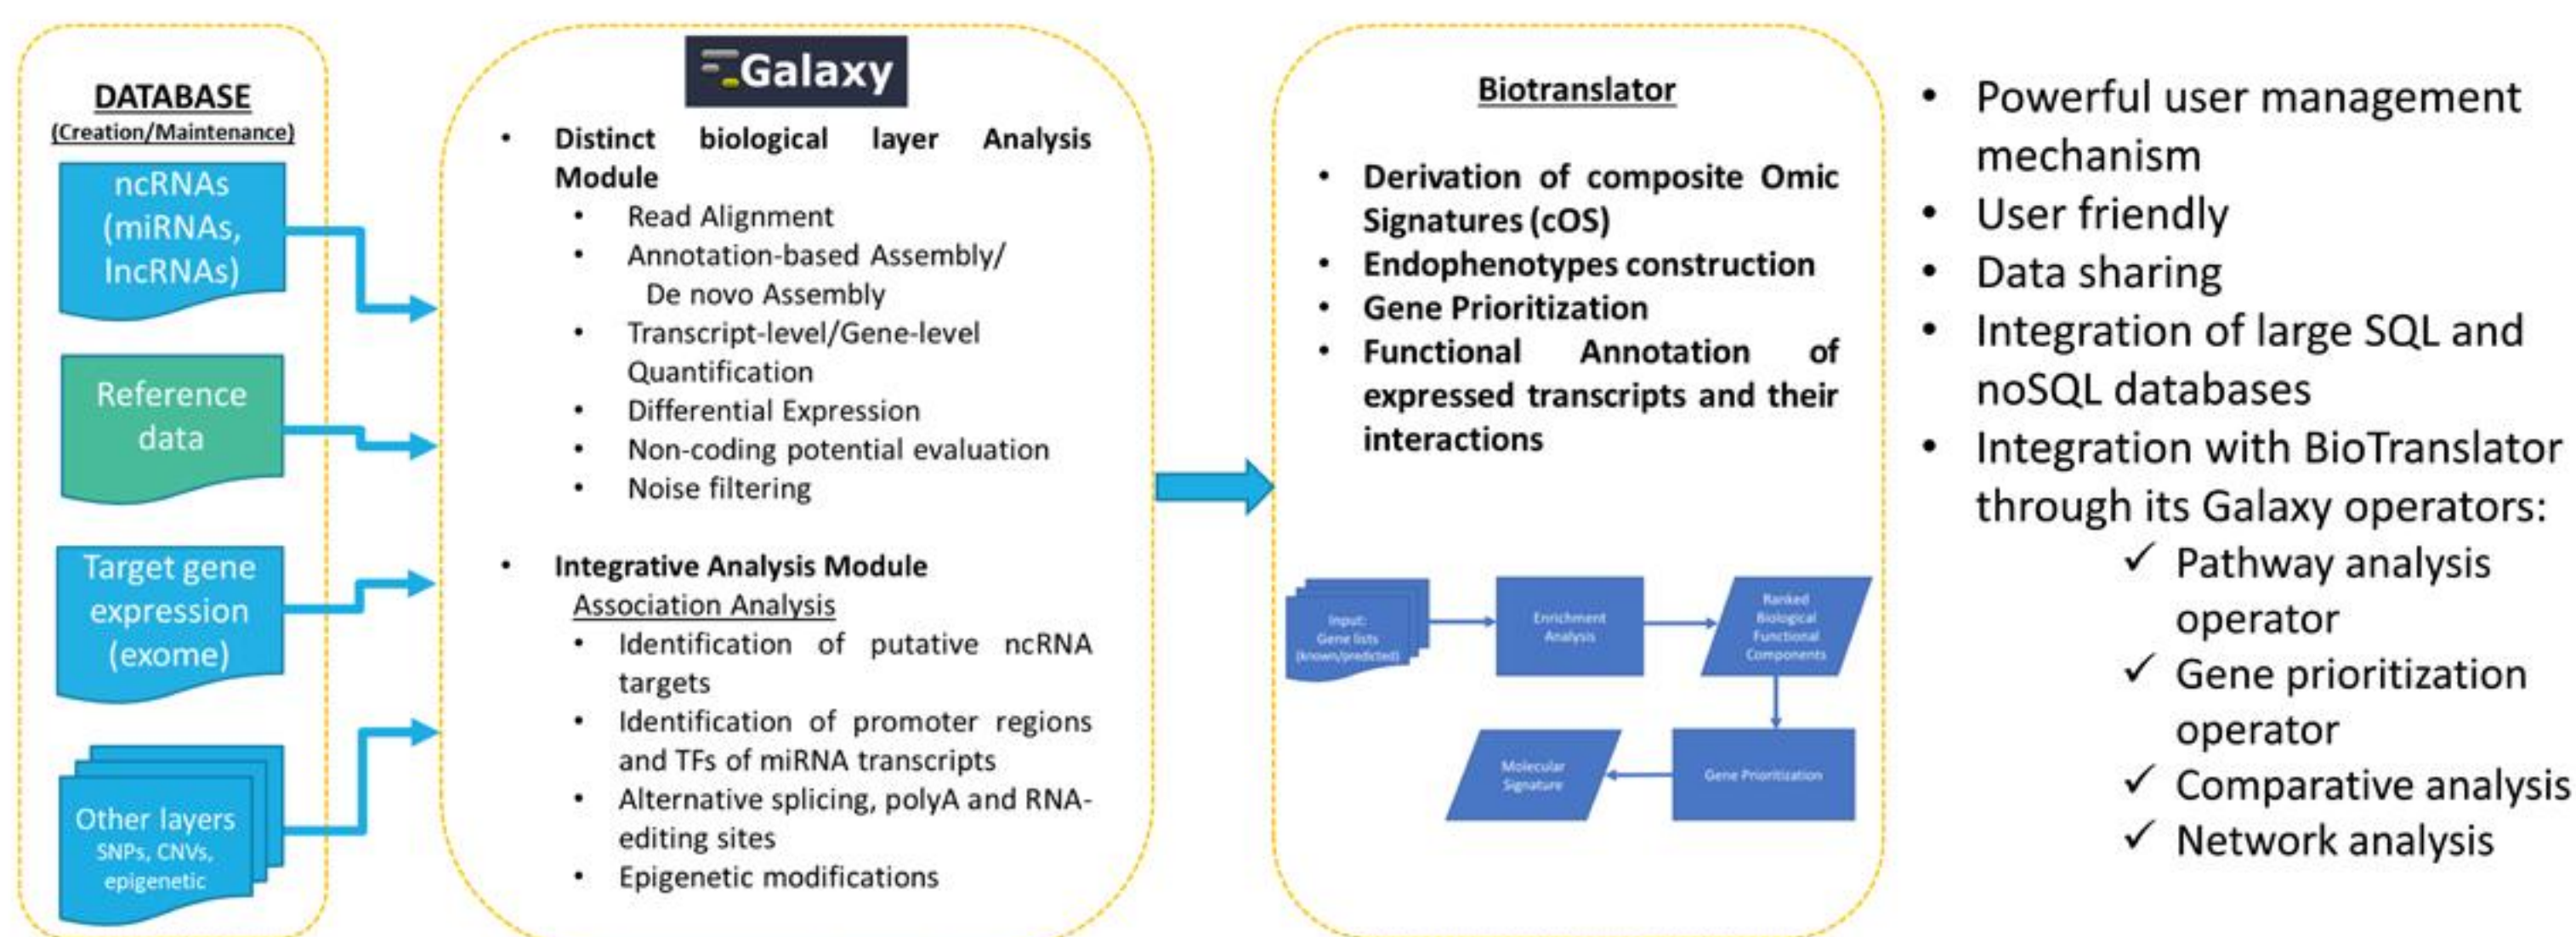 DATABASE
(Creation/Maintenance)
ncRNAs
(miRNAs,
lncRNAs)
Reference
data
Target gene
expression
(exome)
Other layers
SNPs, CNVs,
epigenetic
Galaxy
• Distinct biological layer Analysis
Module
• Read Alignment
• Annotation-based Assembly/
De novo Assembly
• Transcript-level/Gene-level
Quantification
• Differential Expression
• Non-coding potential evaluation
• Noise filtering
• Integrative Analysis Module
Association Analysis
• Identification of putative ncRNA
targets
• Identification of promoter regions
and TFs of miRNA transcripts
• Alternative splicing, polyA and RNA-
editing sites
• Epigenetic modifications
Biotranslator
• Derivation of composite Omic
Signatures (cOS)
• Endophenotypes construction
• Gene Prioritization
• Functional Annotation of
expressed transcripts and their
interactions
Input:
Gene lists
(known/predicted)
Enrichment
Analysis
Ranked
Biological
Functional
Components
Gene Prioritization
Molecular
Signature
• Powerful user management
mechanism
• User friendly
• Data sharing
• Integration of large SQL and
noSQL databases
• Integration with BioTranslator
through its Galaxy operators:
✓ Pathway analysis
operator
✓ Gene prioritization
operator
✓ Comparative analysis
✓ Network analysis